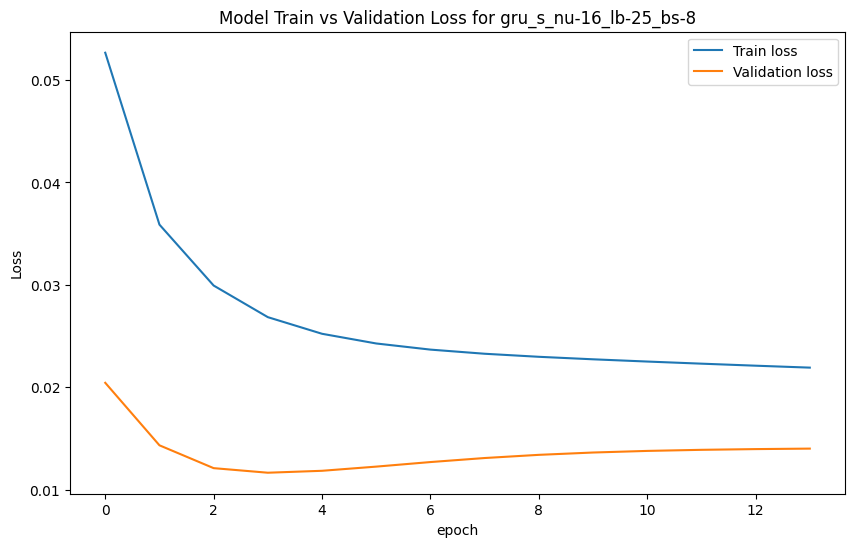 Model Train vs Validation Loss for gru_s_nu-16_lb-25_bs-8
Train loss
Validation loss
0.05
0.04
0.03
0.02
0.01
Loss
0 2 4 6 8 10 12
epoch